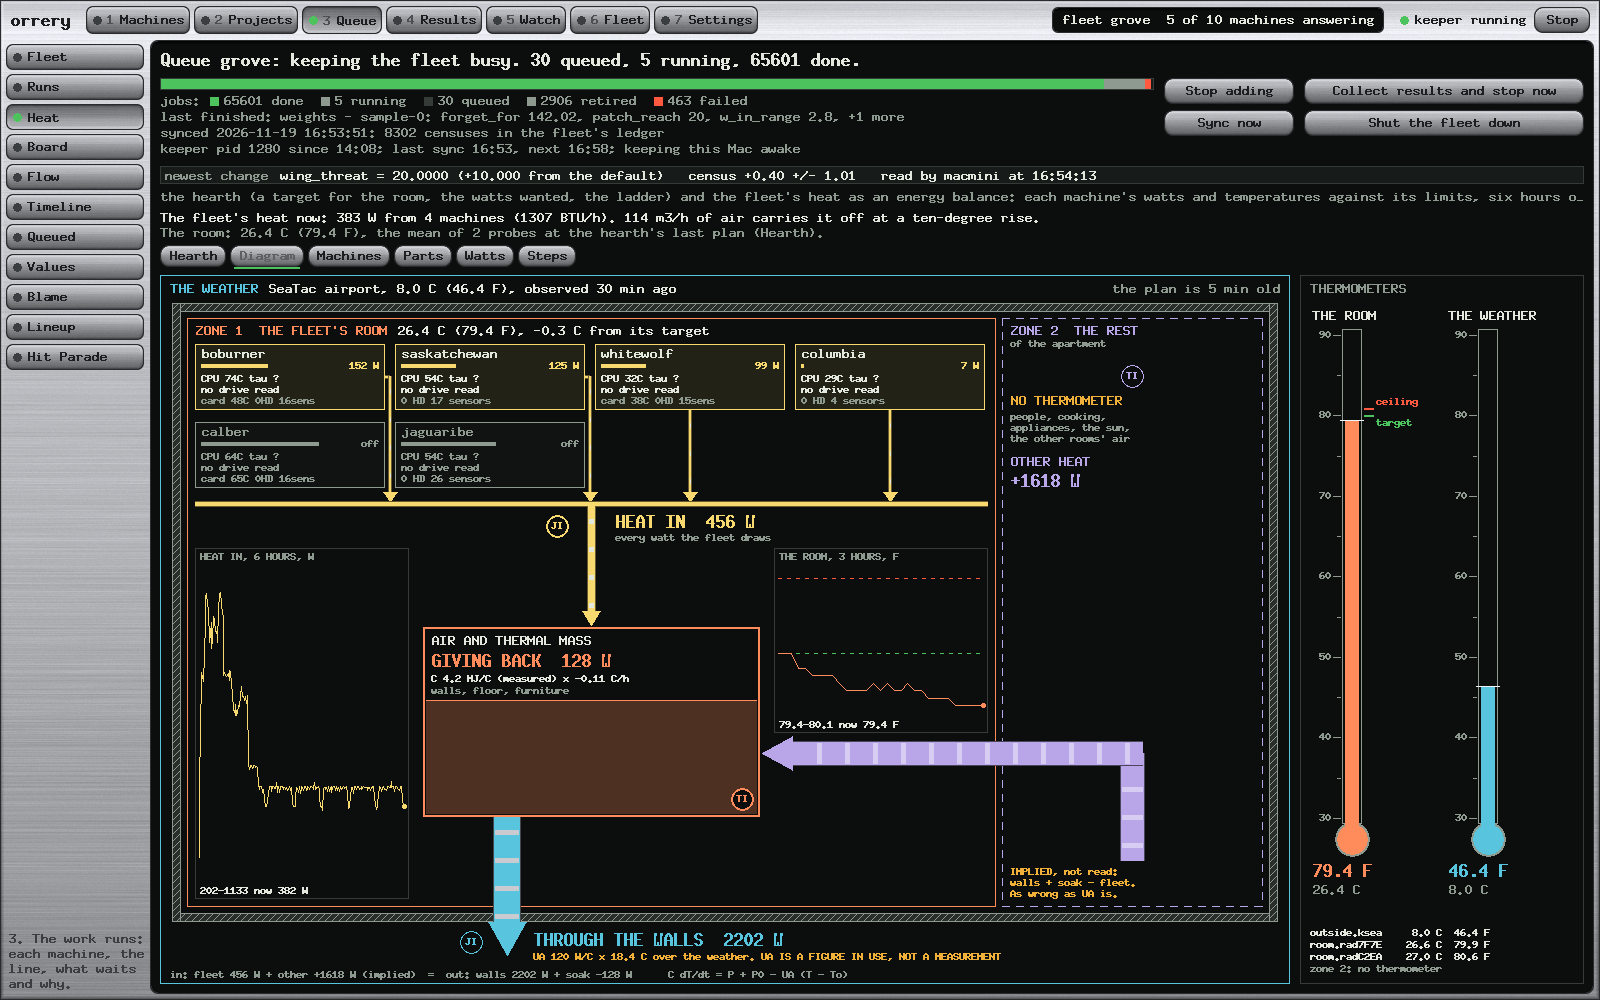 orrery
1 Machines
2 Projects
3 Queue
4 Results
5 Watch
6 Fleet
7 Settings
fleet grove  5 of 10 machines answering
keeper running
Stop
Fleet
Runs
Heat
Board
Flow
Timeline
Queued
Values
Blame
Lineup
Hit Parade
3. The work runs:
each machine, the
line, what waits
and why.
Queue grove: keeping the fleet busy. 30 queued, 5 running, 65601 done.
jobs: 65601 done 5 running 30 queued 2906 retired 463 failed
last finished: weights - sample-0: forget_for 142.02, patch_reach 20, w_in_range 2.8, +1 more
synced 2026-11-19 16:53:51: 8302 censuses in the fleet's ledger
keeper pid 1280 since 14:08; last sync 16:53, next 16:58; keeping this Mac awake
Stop adding
Collect results and stop now
Sync now
Shut the fleet down
newest change  wing_threat = 20.0000 (+10.000 from the default)  census +0.40 +/- 1.01  read by macmini at 16:54:13
the hearth (a target for the room, the watts wanted, the ladder) and the fleet's heat as an energy balance: each machine's watts and temperatures against its limits, six hours o…
The fleet's heat now: 383 W from 4 machines (1307 BTU/h). 114 m3/h of air carries it off at a ten-degree rise.
The room: 26.4 C (79.4 F), the mean of 2 probes at the hearth's last plan (Hearth).
Hearth
Diagram
Machines
Parts
Watts
Steps
THE WEATHER  SeaTac airport, 8.0 C (46.4 F), observed 30 min ago
the plan is 5 min old
ZONE 1  THE FLEET'S ROOM  26.4 C (79.4 F), -0.3 C from its target
boburner
152 W
CPU 74C tau ?
no drive read
card 48C 0HD 16sens
saskatchewan
125 W
CPU 54C tau ?
no drive read
0 HD 17 sensors
whitewolf
99 W
CPU 32C tau ?
no drive read
card 38C 0HD 15sens
columbia
7 W
CPU 29C tau ?
no drive read
0 HD 4 sensors
calber
off
CPU 64C tau ?
no drive read
card 65C 0HD 16sens
jaguaribe
off
CPU 54C tau ?
no drive read
0 HD 26 sensors
JI
HEAT IN  456 W
every watt the fleet draws
HEAT IN, 6 HOURS, W
202-1133 now 382 W
THE ROOM, 3 HOURS, F
79.4-80.1 now 79.4 F
AIR AND THERMAL MASS
GIVING BACK  128 W
C 4.2 MJ/C (measured) x -0.11 C/h
walls, floor, furniture
TI
ZONE 2  THE REST
of the apartment
TI
NO THERMOMETER
people, cooking,
appliances, the sun,
the other rooms' air
OTHER HEAT
+1618 W
IMPLIED, not read:
walls + soak - fleet.
As wrong as UA is.
JI
THROUGH THE WALLS  2202 W
UA 120 W/C x 18.4 C over the weather. UA IS A FIGURE IN USE, NOT A MEASUREMENT
in: fleet 456 W + other +1618 W (implied)  =  out: walls 2202 W + soak -128 W  C dT/dt = P + PO - UA (T - To)
THERMOMETERS
THE ROOM
90
80
70
60
50
40
30
ceiling
target
79.4 F
26.4 C
THE WEATHER
90
80
70
60
50
40
30
46.4 F
8.0 C
outside.ksea  8.0 C  46.4 F
room.rad7F7E  26.6 C  79.9 F
room.radC2EA  27.0 C  80.6 F
zone 2: no thermometer